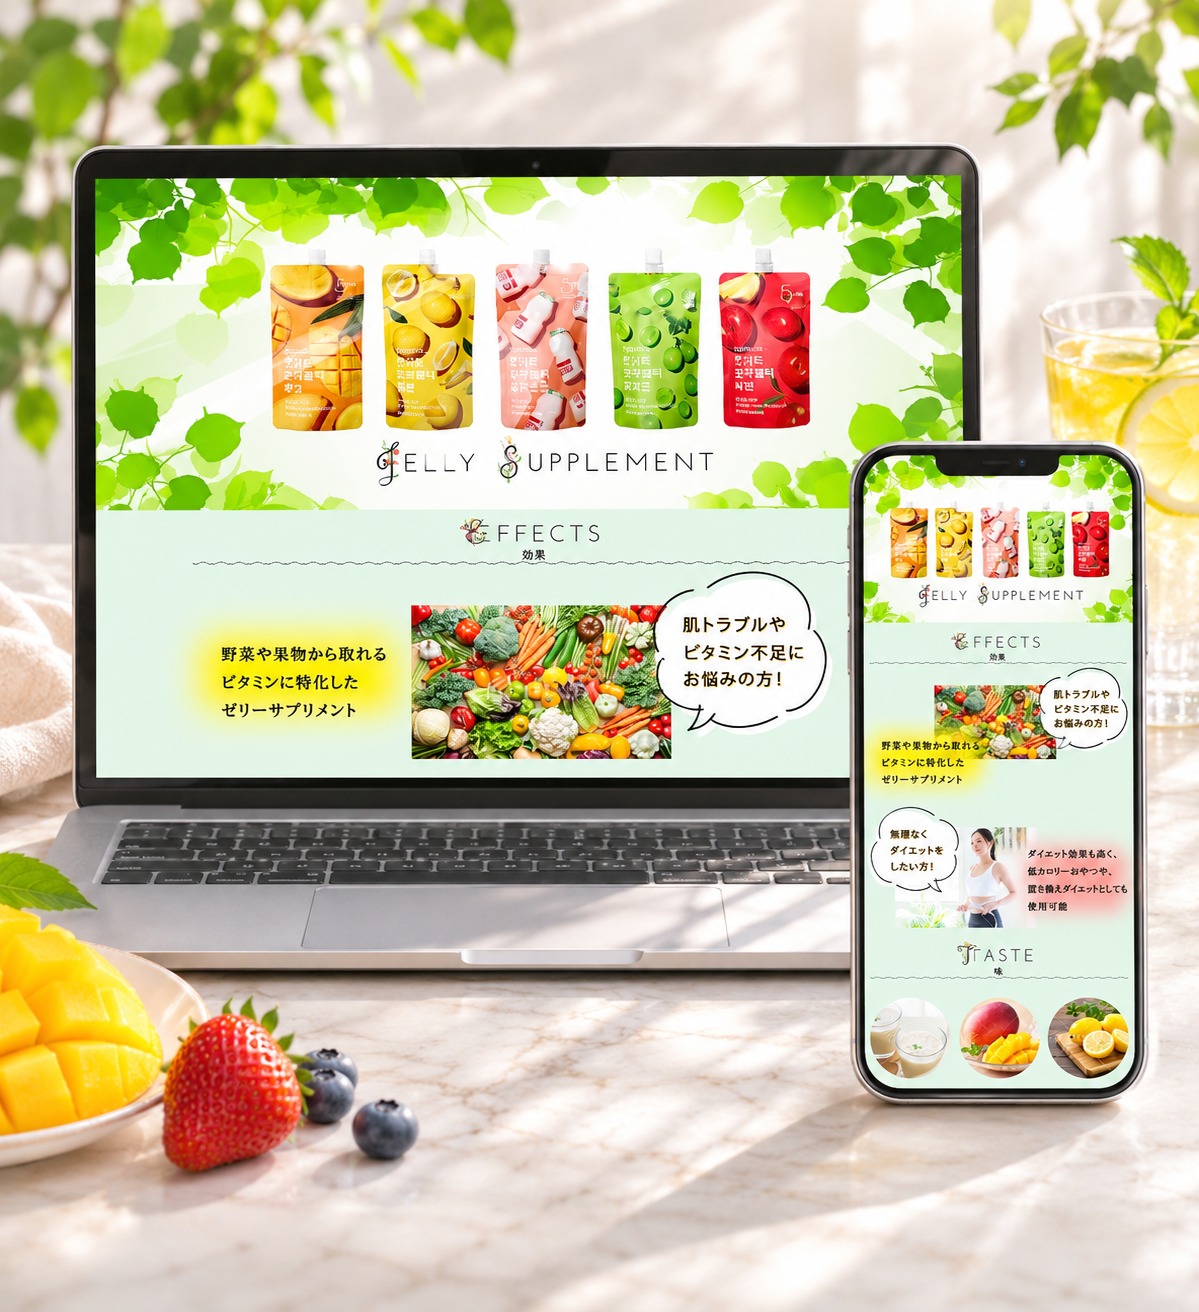 JELLY SUPPLEMENT
EFFECTS
効果
野菜や果物から取れる
ビタミンに特化した
ゼリーサプリメント
肌トラブルや
ビタミン不足に
お悩みの方！
JELLY SUPPLEMENT
EFFECTS
効果
肌トラブルや
ビタミン不足に
お悩みの方！
野菜や果物から取れる
ビタミンに特化した
ゼリーサプリメント
無理なく
ダイエットを
したい方！
ダイエット効果も高く、
低カロリーおやつや、
置き換えダイエットとしても
使用可能
TASTE
味